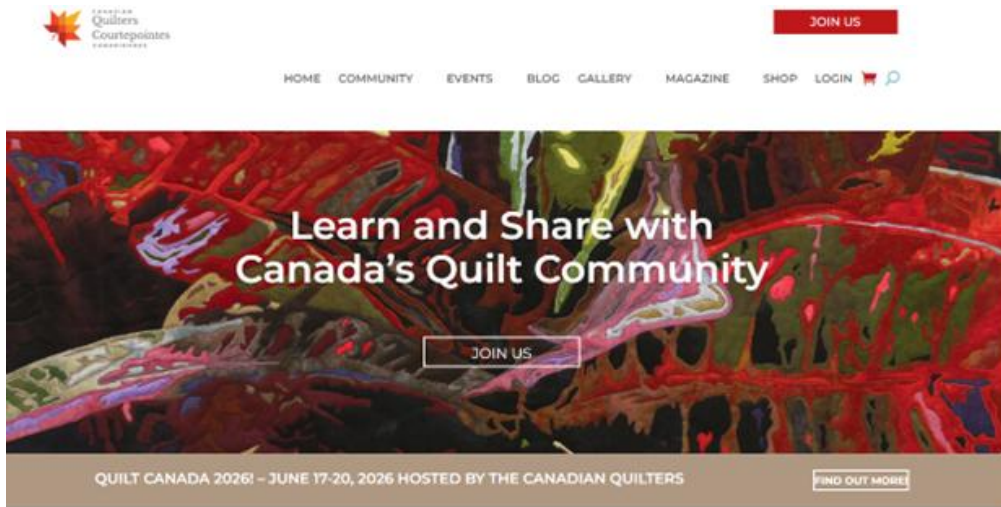 CANADIAN
Quilters
Courtepointes
CANADIENNES
JOIN US
HOME COMMUNITY EVENTS BLOG GALLERY MAGAZINE SHOP LOGIN
Learn and Share with
Canada's Quilt Community
JOIN US
QUILT CANADA 2026! – JUNE 17-20, 2026 HOSTED BY THE CANADIAN QUILTERS
FIND OUT MORE!